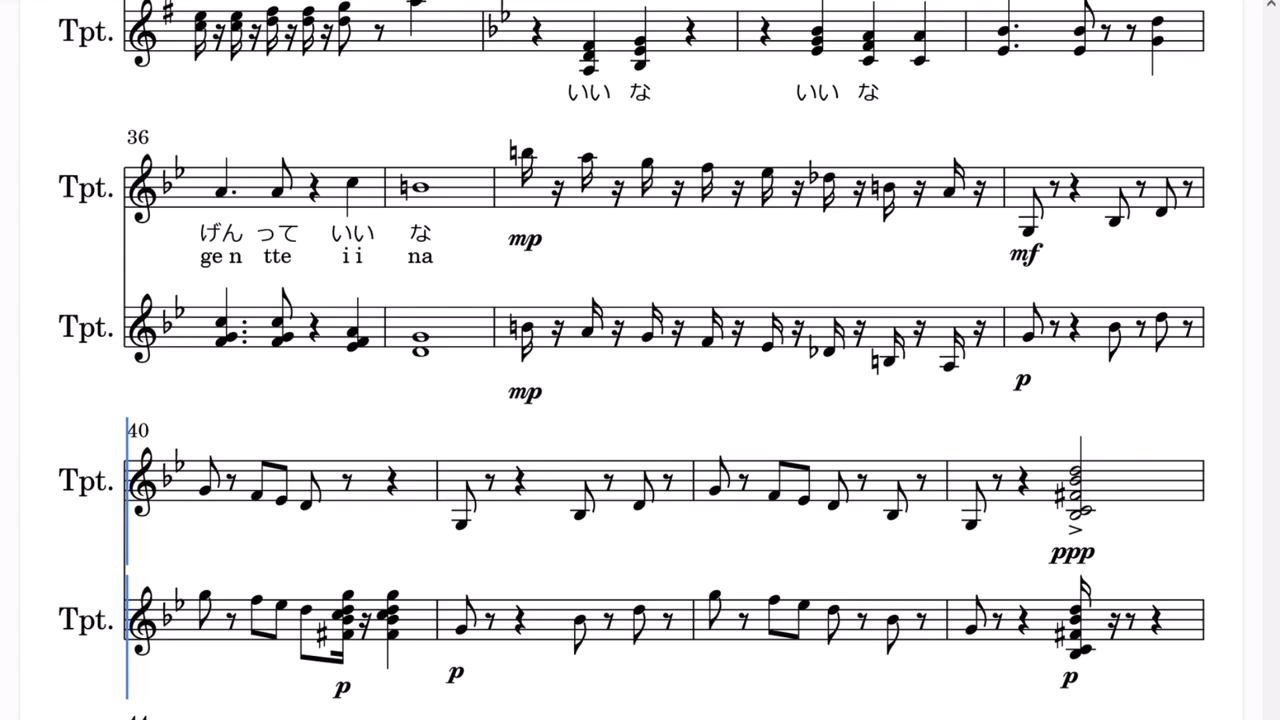 Tpt.
いい な いい な
36
Tpt.
げん って いい な
ge n tte i i na
mp mf
Tpt.
mp p
40
Tpt.
ppp
Tpt.
p p p